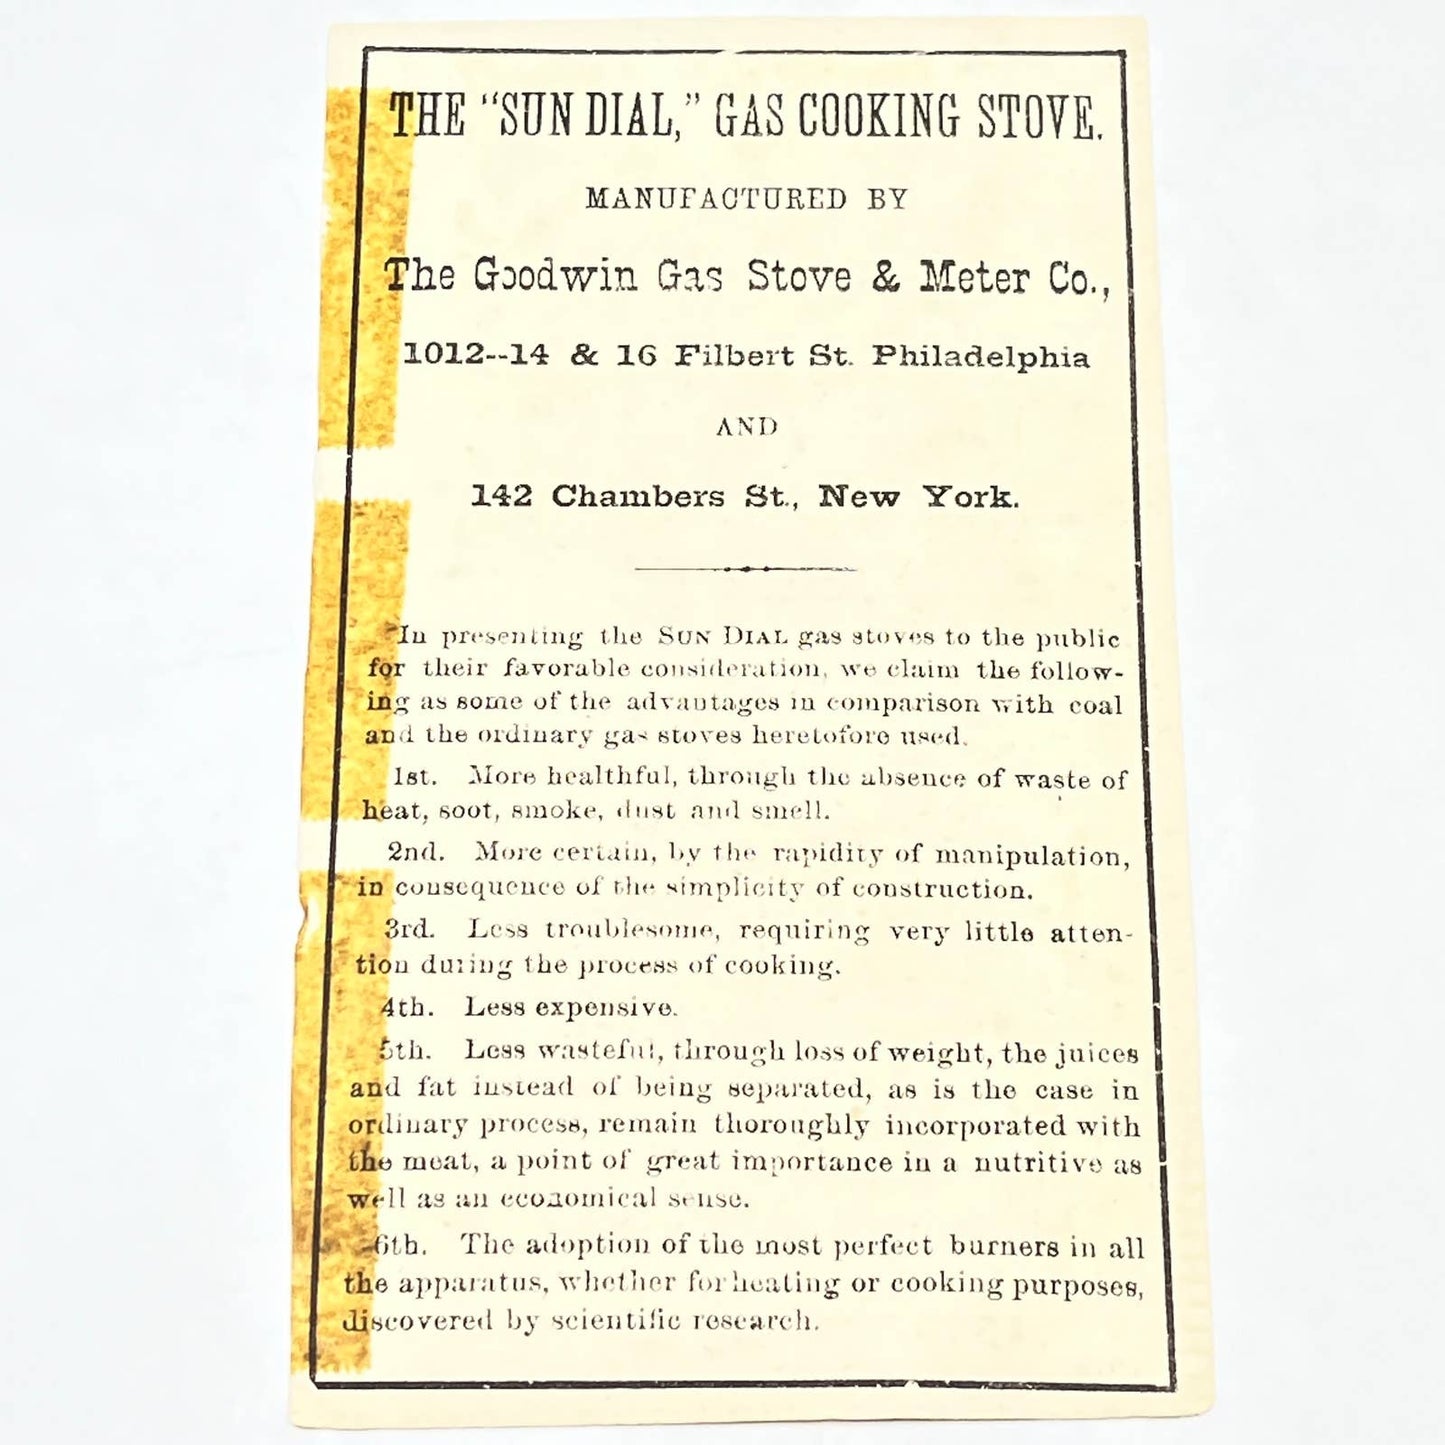 THE "SUN DIAL," GAS COOKING STOVE.
MANUFACTURED BY
The Goodwin Gas Stove & Meter Co.,
1012--14 & 16 Filbert St. Philadelphia
AND
142 Chambers St., New York.
In presenting the SUN DIAL gas stoves to the public
for their favorable consideration, we claim the follow-
ing as some of the advantages in comparison with coal
and the ordinary gas stoves heretofore used.
1st. More healthful, through the absence of waste of
heat, soot, smoke, dust and smell.
2nd. More certain, by the rapidity of manipulation,
in consequence of the simplicity of construction.
3rd. Less troublesome, requiring very little atten-
tion during the process of cooking.
4th. Less expensive.
5th. Less wasteful, through loss of weight, the juices
and fat instead of being separated, as is the case in
ordinary process, remain thoroughly incorporated with
the meat, a point of great importance in a nutritive as
well as an economical sense.
6th. The adoption of the most perfect burners in all
the apparatus, whether for heating or cooking purposes,
discovered by scientific research.